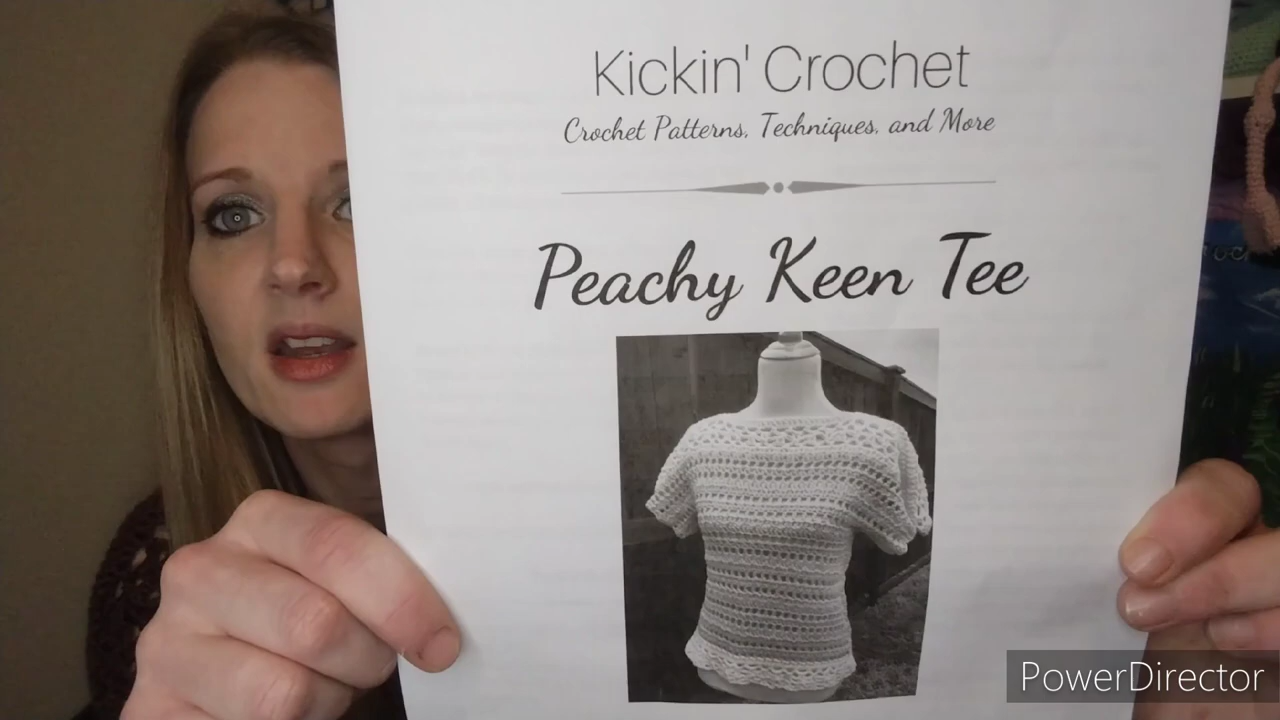 Kickin' Crochet
Crochet Patterns, Techniques, and More
Peachy Keen Tee
PowerDirector